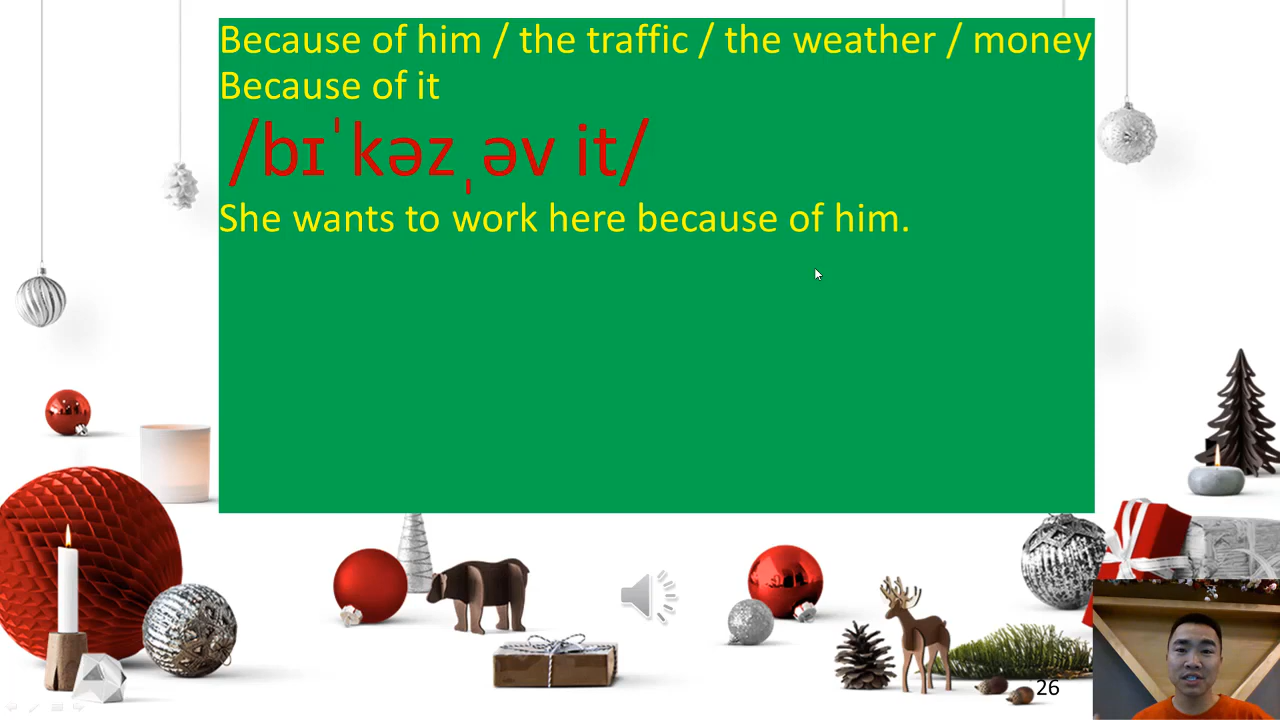 Because of him / the traffic / the weather / money
Because of it
/bɪˈkəzˌəv it/
She wants to work here because of him.
26